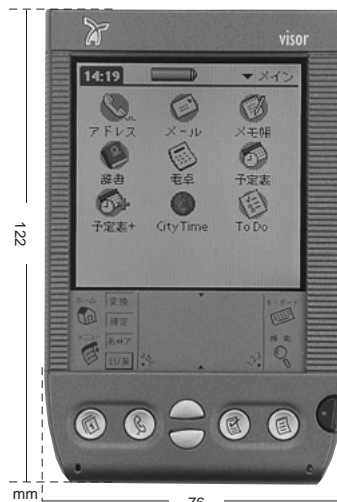 visor
14:19 メイン
アドレス メール メモ帳
辞書 電卓 予定表
予定表+ CityTime To Do
ホーム 変換 キーボード
確定
メニュー あ⇔ア 検索
日/英
122
mm 76